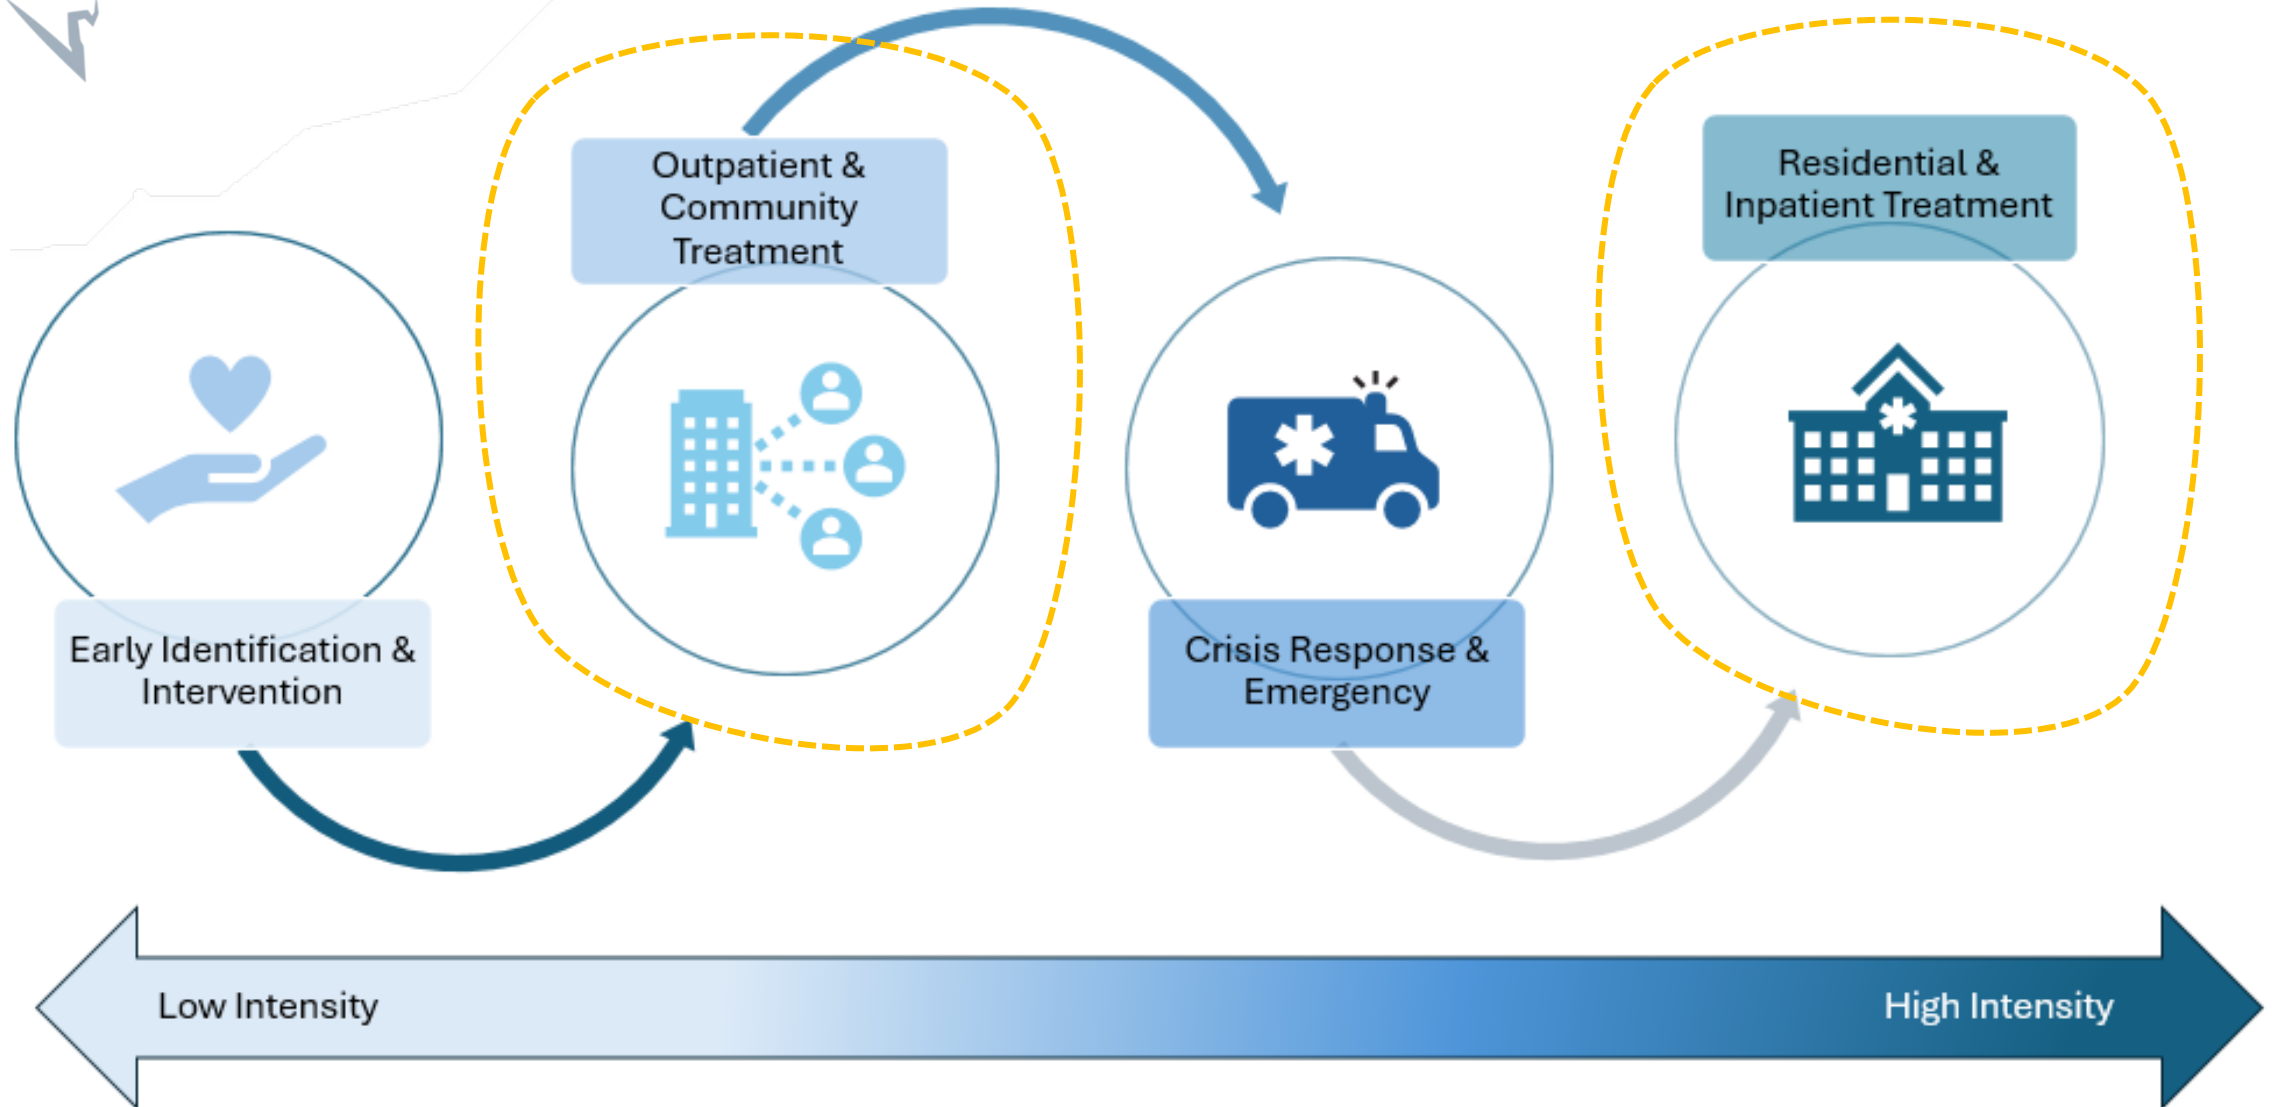 Outpatient &
Community
Treatment
Residential &
Inpatient Treatment
Early Identification &
Intervention
Crisis Response &
Emergency
Low Intensity
High Intensity